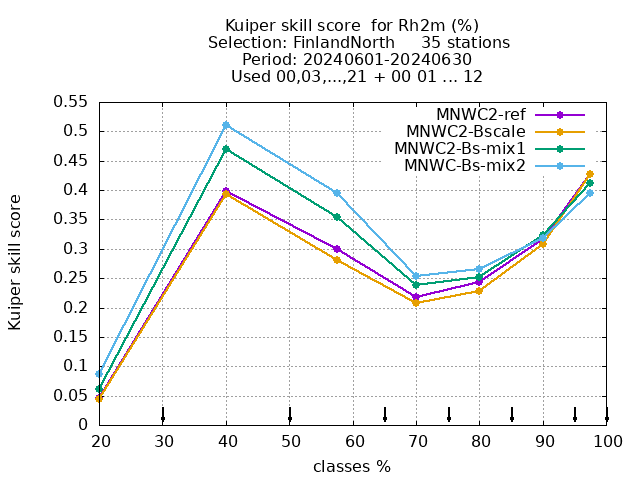 Kuiper skill score  for Rh2m (%)
Selection: FinlandNorth     35 stations
Period: 20240601-20240630
Used 00,03,...,21 + 00 01 ... 12
MNWC2-ref
MNWC2-Bscale
MNWC2-Bs-mix1
MNWC-Bs-mix2
Kuiper skill score
0.55
0.5
0.45
0.4
0.35
0.3
0.25
0.2
0.15
0.1
0.05
0
20 30 40 50 60 70 80 90 100
classes %